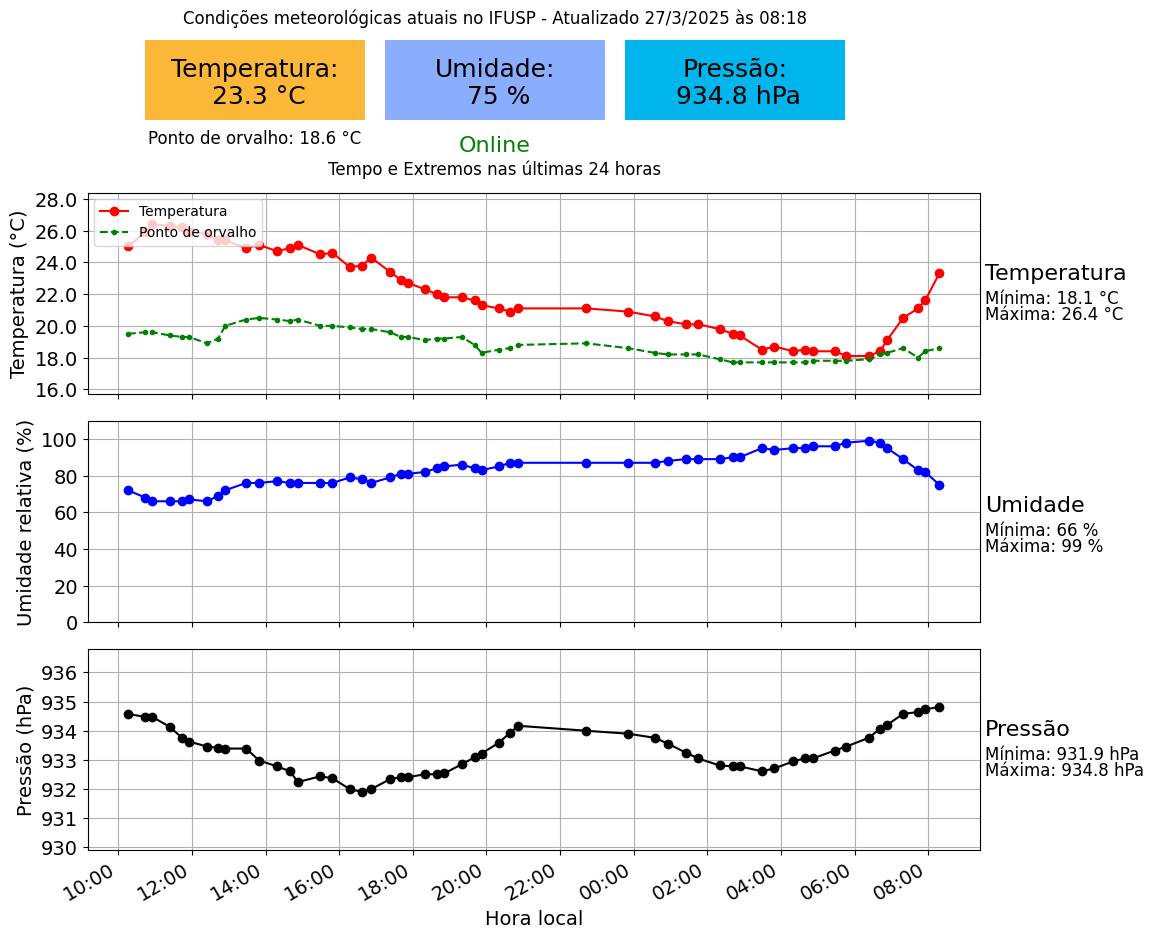 Condições meteorológicas atuais no IFUSP - Atualizado 27/3/2025 às 08:18
Temperatura:
23.3 °C
Umidade:
75 %
Pressão:
934.8 hPa
Ponto de orvalho: 18.6 °C
Online
Tempo e Extremos nas últimas 24 horas
Temperatura (°C)
28.0
26.0
24.0
22.0
20.0
18.0
16.0
Temperatura
Ponto de orvalho
Temperatura
Mínima: 18.1 °C
Máxima: 26.4 °C
Umidade relativa (%)
100
80
60
40
20
0
Umidade
Mínima: 66 %
Máxima: 99 %
Pressão (hPa)
936
935
934
933
932
931
930
Pressão
Mínima: 931.9 hPa
Máxima: 934.8 hPa
10:00
12:00
14:00
16:00
18:00
20:00
22:00
00:00
02:00
04:00
06:00
08:00
Hora local